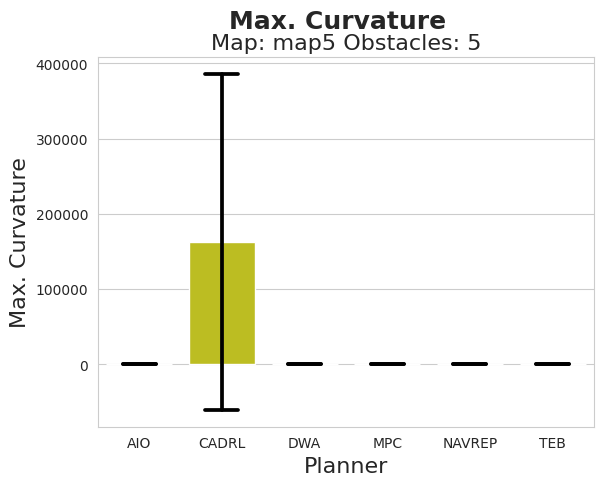 Max. Curvature
Map: map5 Obstacles: 5
400000
300000
200000
100000
0
Max. Curvature
AIO CADRL DWA MPC NAVREP TEB
Planner